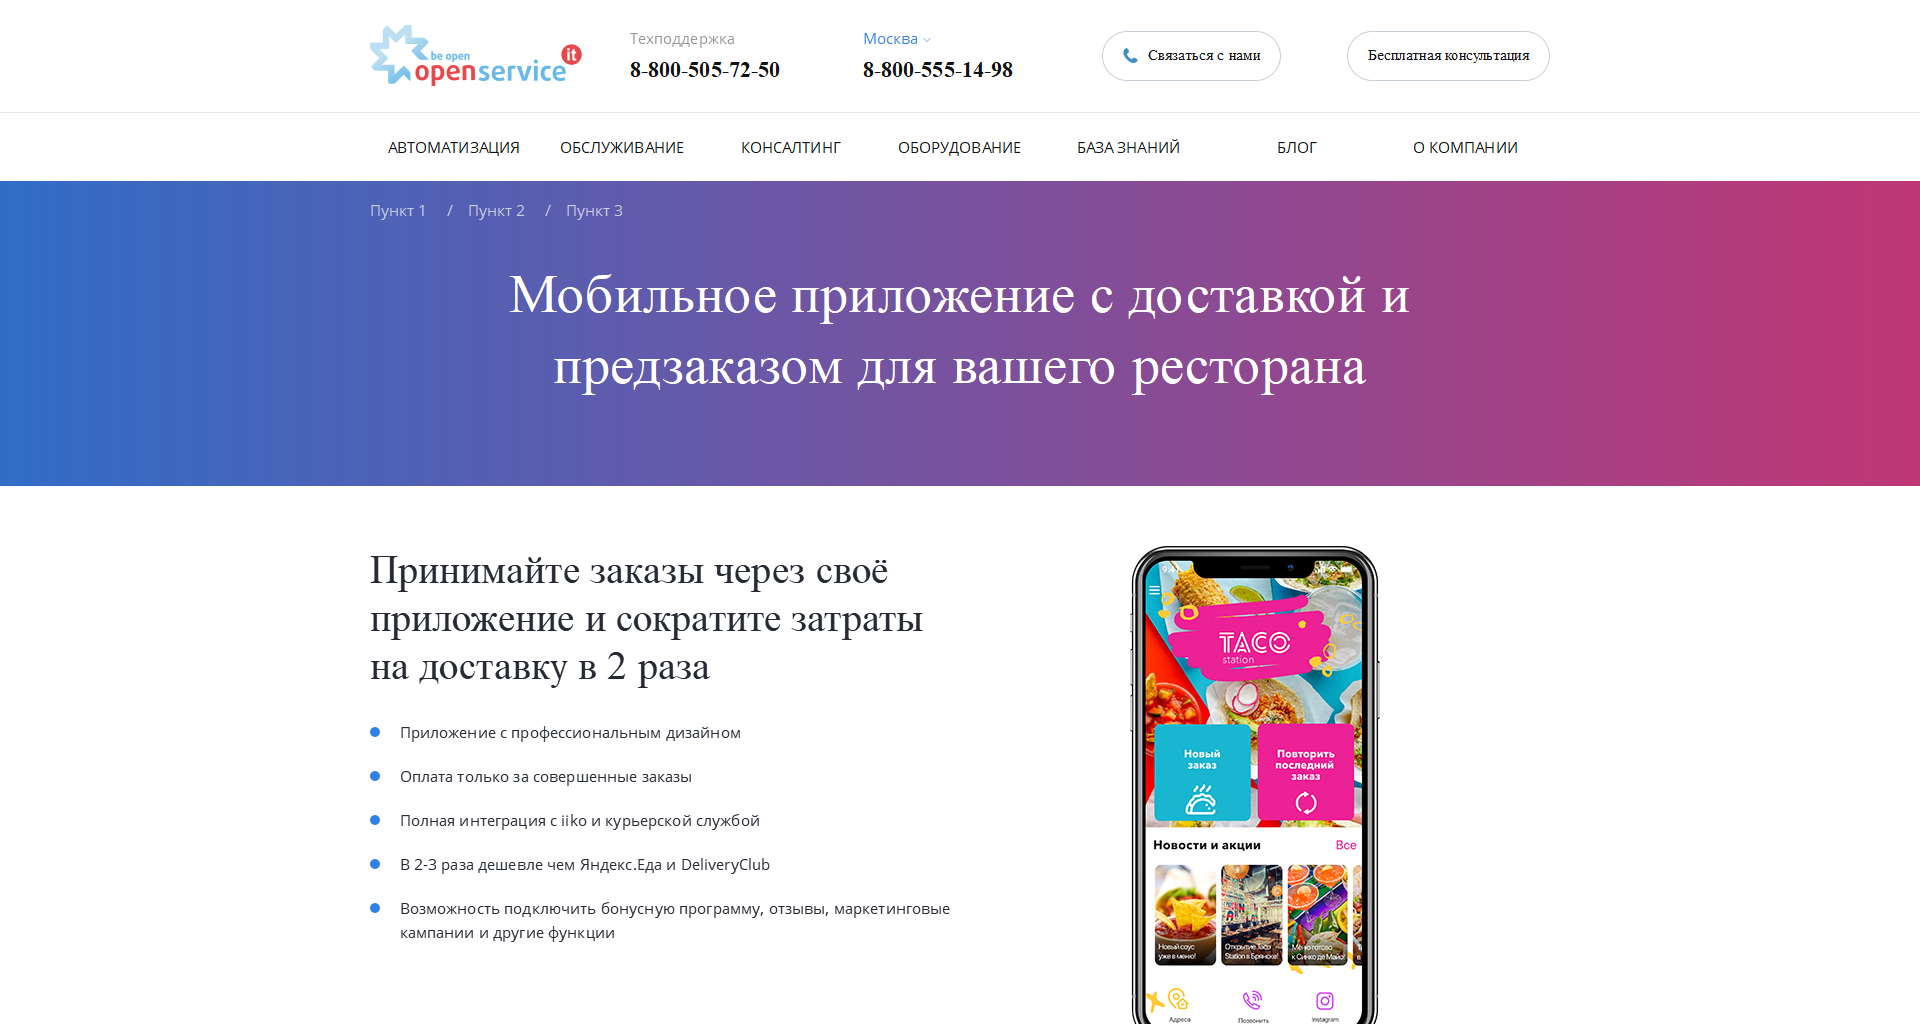 be open
openservice it
Техподдержка
8-800-505-72-50
Москва
8-800-555-14-98
Связаться с нами
Бесплатная консультация
АВТОМАТИЗАЦИЯ ОБСЛУЖИВАНИЕ КОНСАЛТИНГ ОБОРУДОВАНИЕ БАЗА ЗНАНИЙ БЛОГ О КОМПАНИИ
Пункт 1 / Пункт 2 / Пункт 3
Мобильное приложение с доставкой и
предзаказом для вашего ресторана
Принимайте заказы через своё
приложение и сократите затраты
на доставку в 2 раза
Приложение с профессиональным дизайном
Оплата только за совершенные заказы
Полная интеграция с iiko и курьерской службой
В 2-3 раза дешевле чем Яндекс.Еда и DeliveryClub
Возможность подключить бонусную программу, отзывы, маркетинговые
кампании и другие функции
TACO
station
Новый
заказ
Повторить
последний
заказ
Новости и акции Все
Новый соус
уже в меню!
Открытие Taco
Station в Брянске!
Меню готово
к Синко де Майо!
Адреса Позвонить Instagram